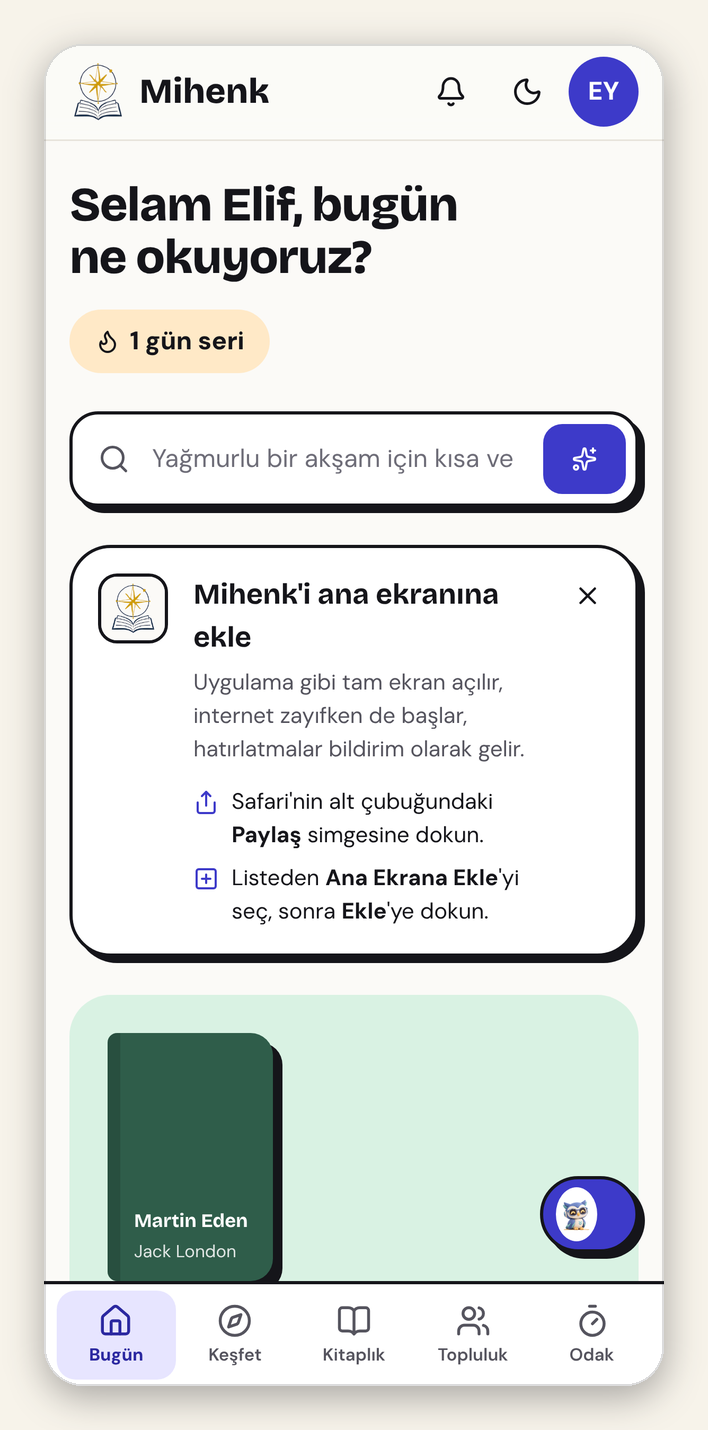 Mihenk
EY
Selam Elif, bugün
ne okuyoruz?
1 gün seri
Yağmurlu bir akşam için kısa ve
Mihenk'i ana ekranına
ekle
Uygulama gibi tam ekran açılır,
internet zayıfken de başlar,
hatırlatmalar bildirim olarak gelir.
Safari'nin alt çubuğundaki
Paylaş simgesine dokun.
Listeden Ana Ekrana Ekle'yi
seç, sonra Ekle'ye dokun.
Martin Eden
Jack London
Bugün
Keşfet
Kitaplık
Topluluk
Odak